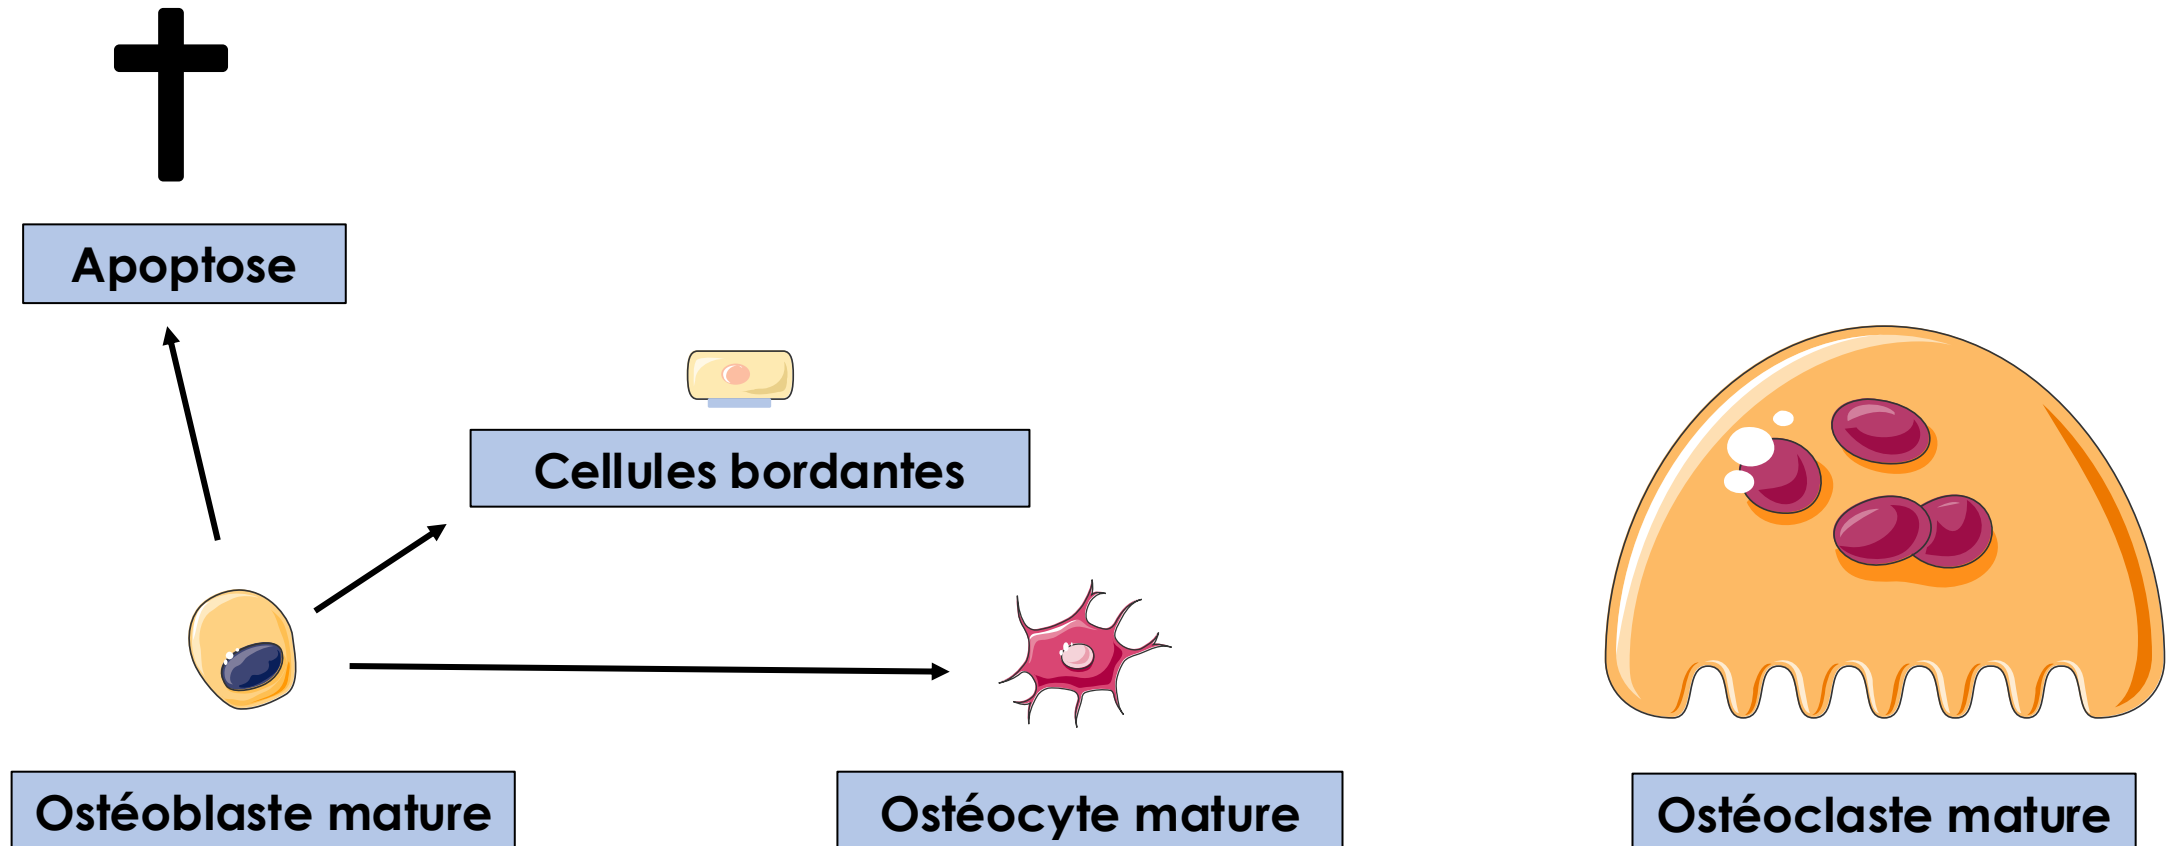 Apoptose
Cellules bordantes
Ostéoblaste mature
Ostéocyte mature
Ostéoclaste mature